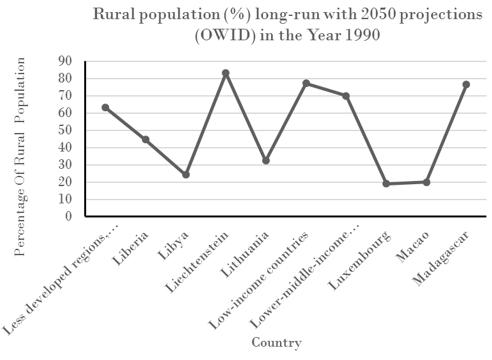 Rural population (%) long-run with 2050 projections
(OWID) in the Year 1990
Percentage Of Rural Population
90
80
70
60
50
40
30
20
10
0
Less developed regions,…
Liberia
Libya
Liechtenstein
Lithuania
Low-income countries
Lower-middle-income…
Luxembourg
Macao
Madagascar
Country